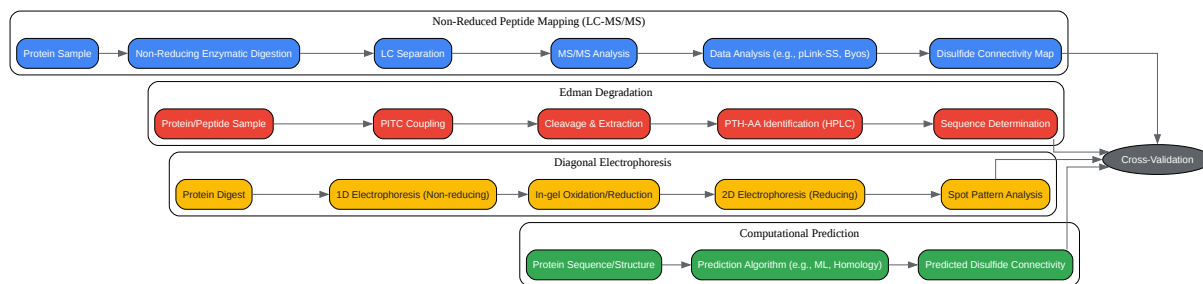 Non-Reduced Peptide Mapping (LC-MS/MS)
Protein Sample
Non-Reducing Enzymatic Digestion
LC Separation
MS/MS Analysis
Data Analysis (e.g., pLink-SS, Byos)
Disulfide Connectivity Map
Edman Degradation
Protein/Peptide Sample
PITC Coupling
Cleavage & Extraction
PTH-AA Identification (HPLC)
Sequence Determination
Cross-Validation
Diagonal Electrophoresis
Protein Digest
1D Electrophoresis (Non-reducing)
In-gel Oxidation/Reduction
2D Electrophoresis (Reducing)
Spot Pattern Analysis
Computational Prediction
Protein Sequence/Structure
Prediction Algorithm (e.g., ML, Homology)
Predicted Disulfide Connectivity